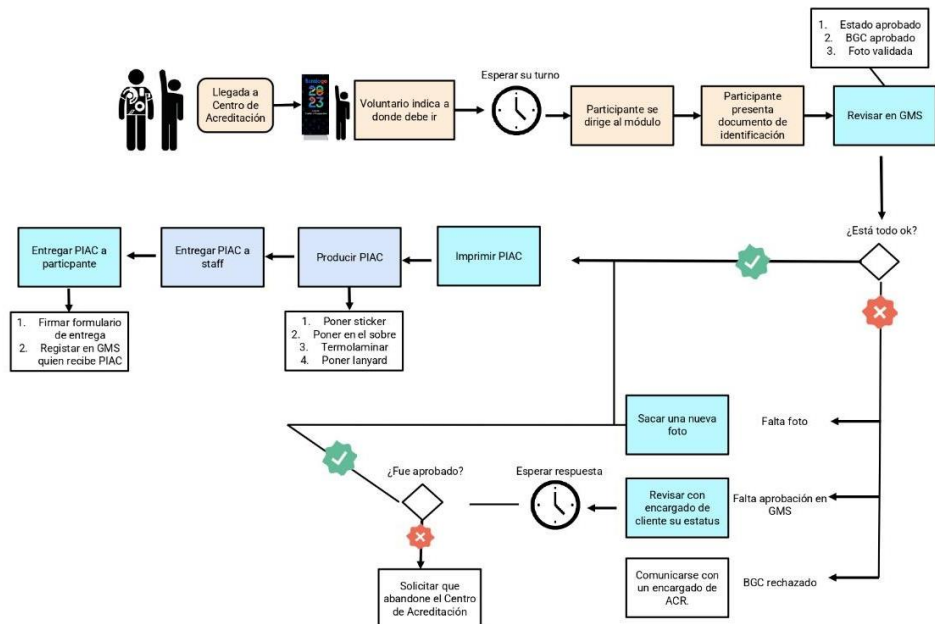 1. Estado aprobado
2. BGC aprobado
3. Foto validada
Llegada a
Centro de
Acreditación
Santiago
20
23
Voluntario indica a
donde debe ir
Esperar su turno
Participante se
dirige al módulo
Participante
presenta
documento de
identificación
Revisar en GMS
¿Está todo ok?
Entregar PIAC a
particpante
Entregar PIAC a
staff
Producir PIAC
Imprimir PIAC
1. Firmar formulario
de entrega
2. Registar en GMS
quien recibe PIAC
1. Poner sticker
2. Poner en el sobre
3. Termolaminar
4. Poner lanyard
Sacar una nueva
foto
Falta foto
¿Fue aprobado?
Esperar respuesta
Revisar con
encargado de
cliente su estatus
Falta aprobación en
GMS
Solicitar que
abandone el Centro
de Acreditación
Comunicarse con
un encargado de
ACR.
BGC rechazado